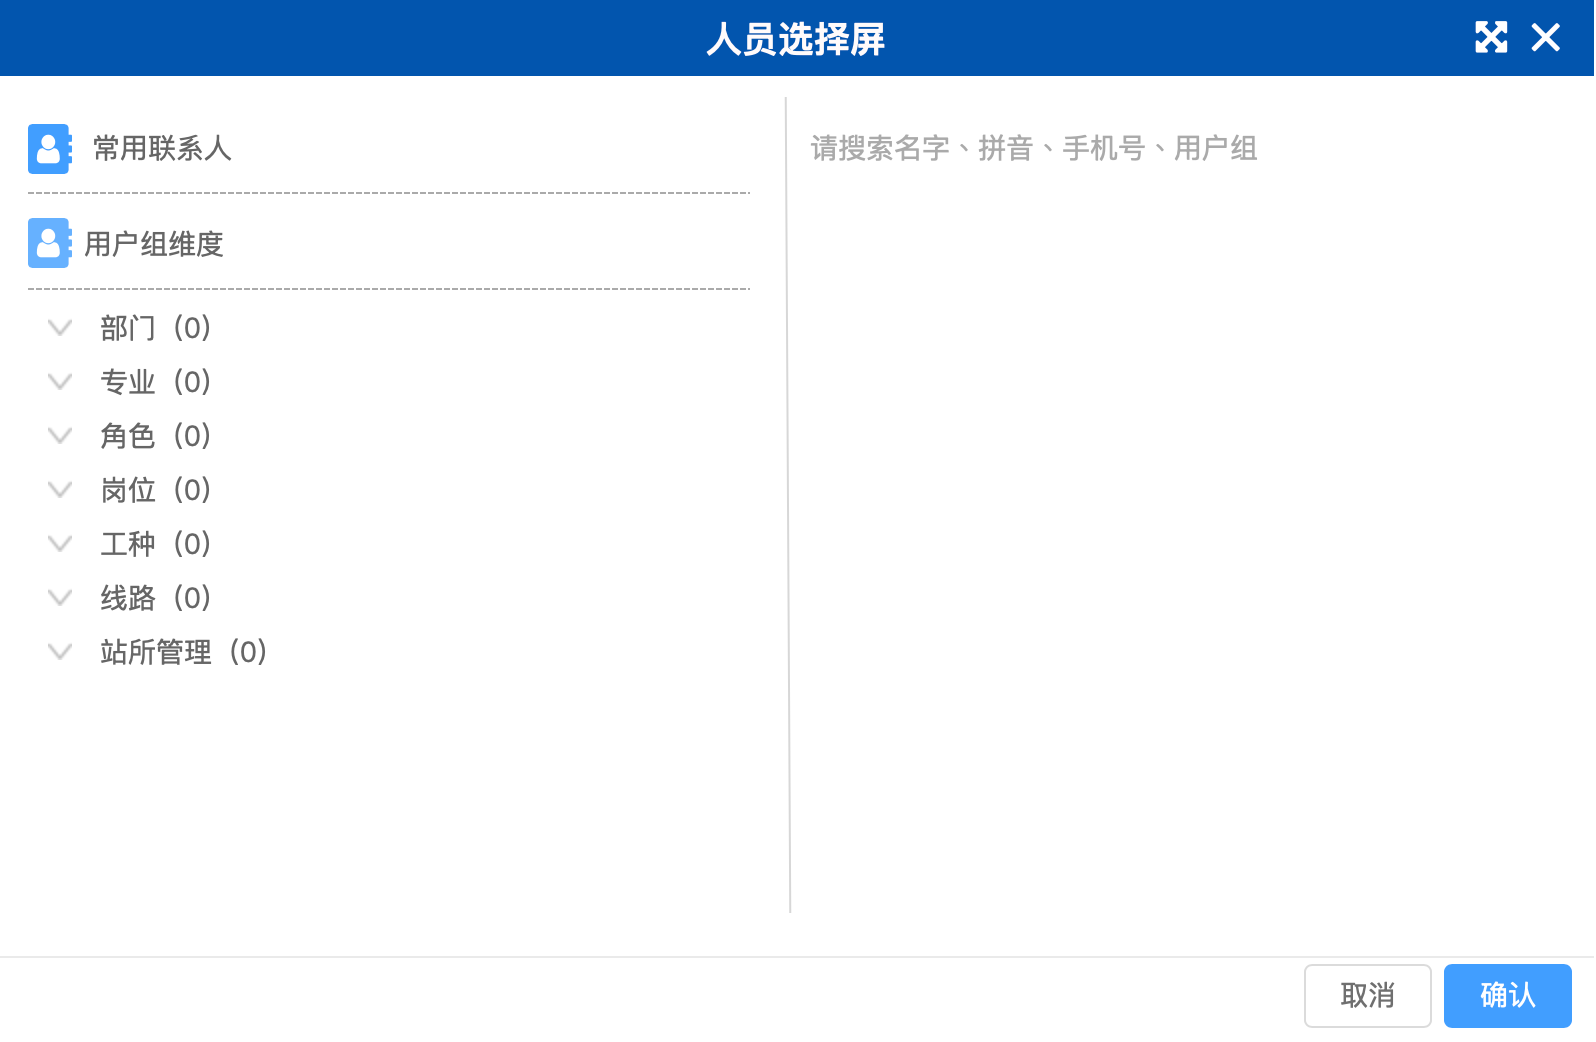 人员选择屏
常用联系人
用户组维度
部门 (0)
专业 (0)
角色 (0)
岗位 (0)
工种 (0)
线路 (0)
站所管理 (0)
请搜索名字、拼音、手机号、用户组
取消
确认